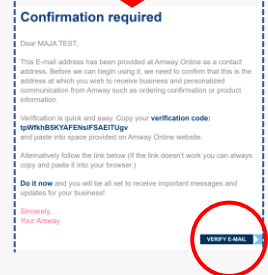 Confirmation required
Dear MAJA TEST,
This E-mail address has been provided at Amway Online as a contact
address. Before we can begin using it, we need to confirm that this is the
address at which you wish to receive business and personalized
communication from Amway such as ordering confirmation or product
information.
Verification is quick and easy. Copy your verification code:
tpWfkhB5KYAFENsIFSAEITUgv
and paste into space provided on Amway Online website.
Alternatively follow the link below (If the link doesn't work you can always
copy and paste it into your browser.)
Do it now and you will be all set to receive important messages and
updates for your business!
Sincerely,
Your Amway
VERIFY E-MAIL